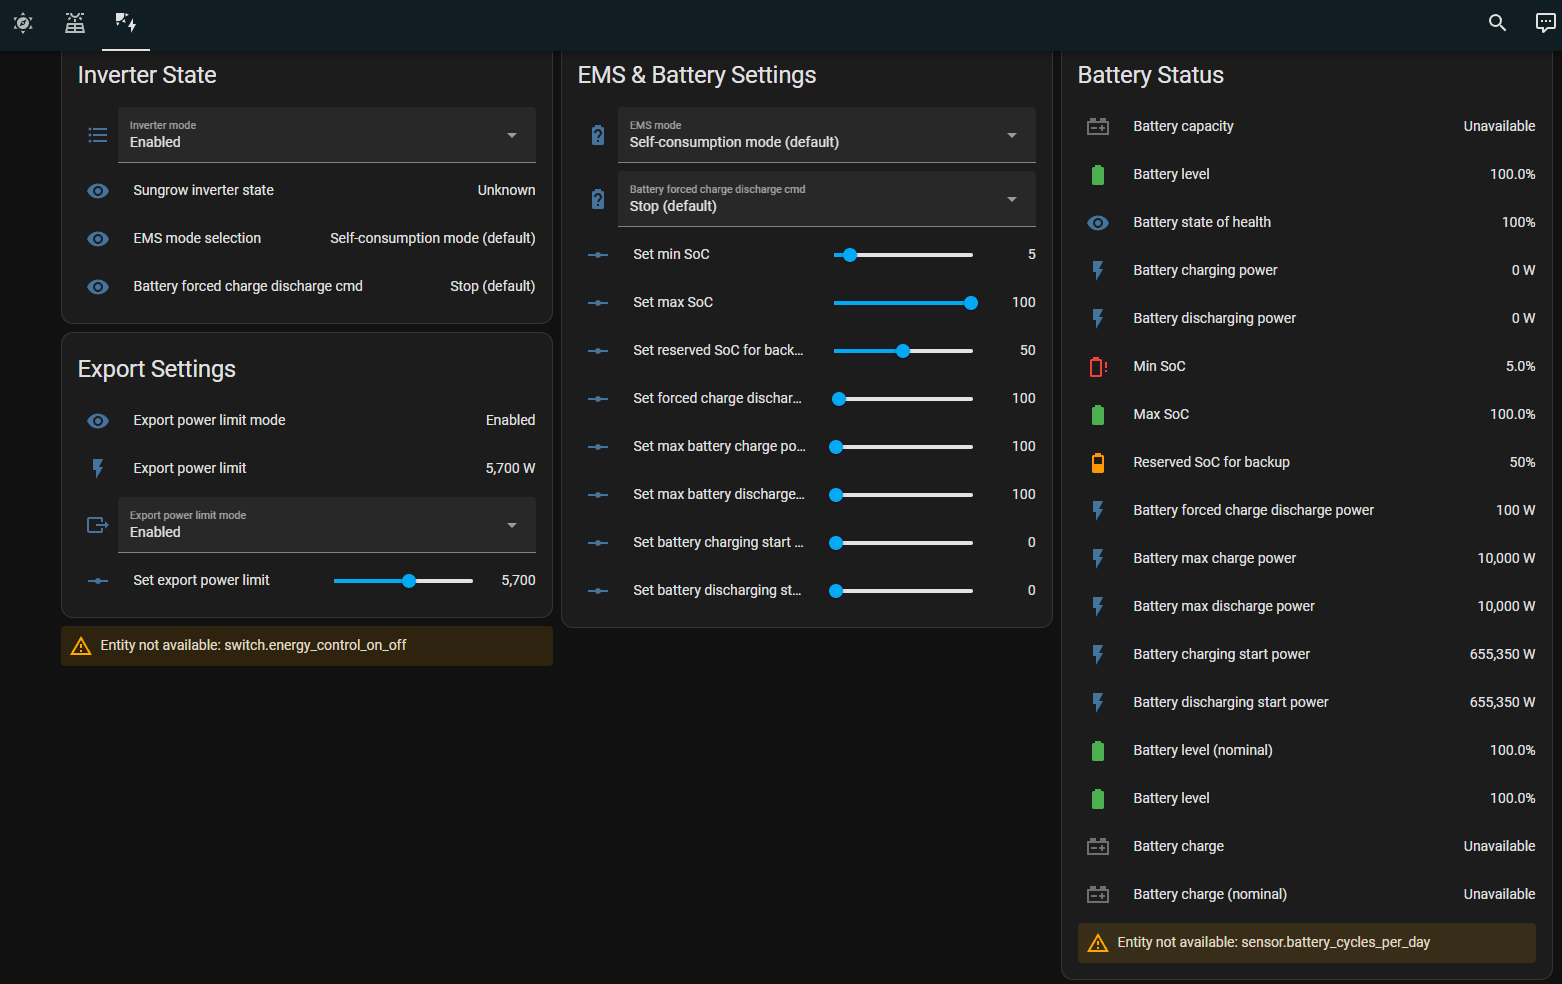 Inverter State
Inverter mode
Enabled
Sungrow inverter state
Unknown
EMS mode selection
Self-consumption mode (default)
Battery forced charge discharge cmd
Stop (default)
Export Settings
Export power limit mode
Enabled
Export power limit
5,700 W
Export power limit mode
Enabled
Set export power limit
5,700
Entity not available: switch.energy_control_on_off
EMS & Battery Settings
EMS mode
Self-consumption mode (default)
Battery forced charge discharge cmd
Stop (default)
Set min SoC
5
Set max SoC
100
Set reserved SoC for back...
50
Set forced charge dischar...
100
Set max battery charge po...
100
Set max battery discharge...
100
Set battery charging start ...
0
Set battery discharging st...
0
Battery Status
Battery capacity
Unavailable
Battery level
100.0%
Battery state of health
100%
Battery charging power
0 W
Battery discharging power
0 W
Min SoC
5.0%
Max SoC
100.0%
Reserved SoC for backup
50%
Battery forced charge discharge power
100 W
Battery max charge power
10,000 W
Battery max discharge power
10,000 W
Battery charging start power
655,350 W
Battery discharging start power
655,350 W
Battery level (nominal)
100.0%
Battery level
100.0%
Battery charge
Unavailable
Battery charge (nominal)
Unavailable
Entity not available: sensor.battery_cycles_per_day